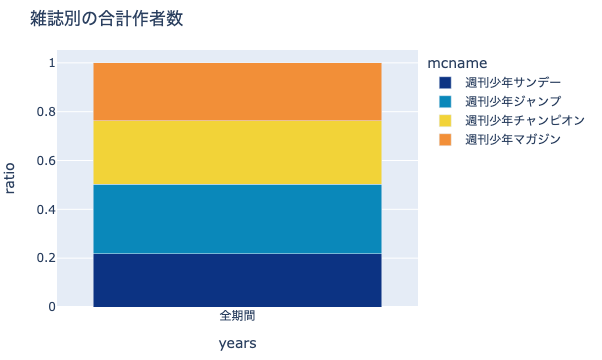 雑誌別の合計作者数
mcname
週刊少年サンデー
週刊少年ジャンプ
週刊少年チャンピオン
週刊少年マガジン
ratio
1
0.8
0.6
0.4
0.2
0
全期間
years